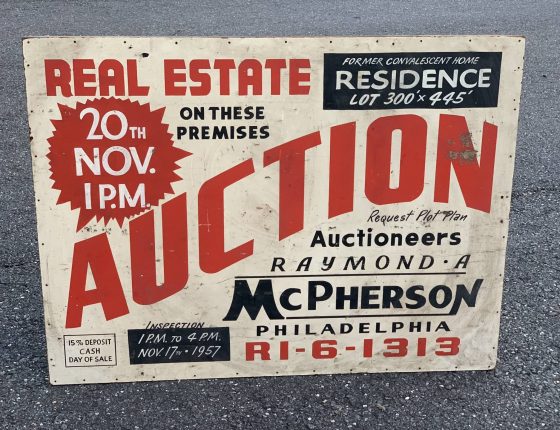 REAL ESTATE
FORMER CONVALESCENT HOME
RESIDENCE
LOT 300' x 445'
20TH
NOV.
1 P.M.
ON THESE
PREMISES
AUCTION
Request Plot Plan
Auctioneers
RAYMOND · A
McPHERSON
PHILADELPHIA
RI-6-1313
INSPECTION
1 P.M. TO 4 P.M.
NOV. 17TH · 1957
15% DEPOSIT
CASH
DAY OF SALE